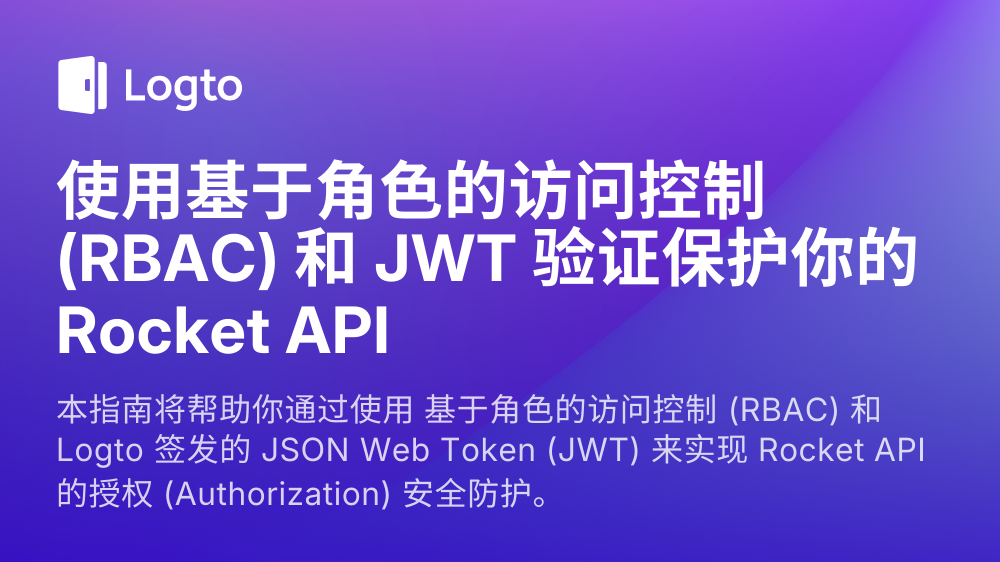 Logto
使用基于角色的访问控制
(RBAC) 和 JWT 验证保护你的
Rocket API
本指南将帮助你通过使用 基于角色的访问控制 (RBAC) 和
Logto 签发的 JSON Web Token (JWT) 来实现 Rocket API
的授权 (Authorization) 安全防护。